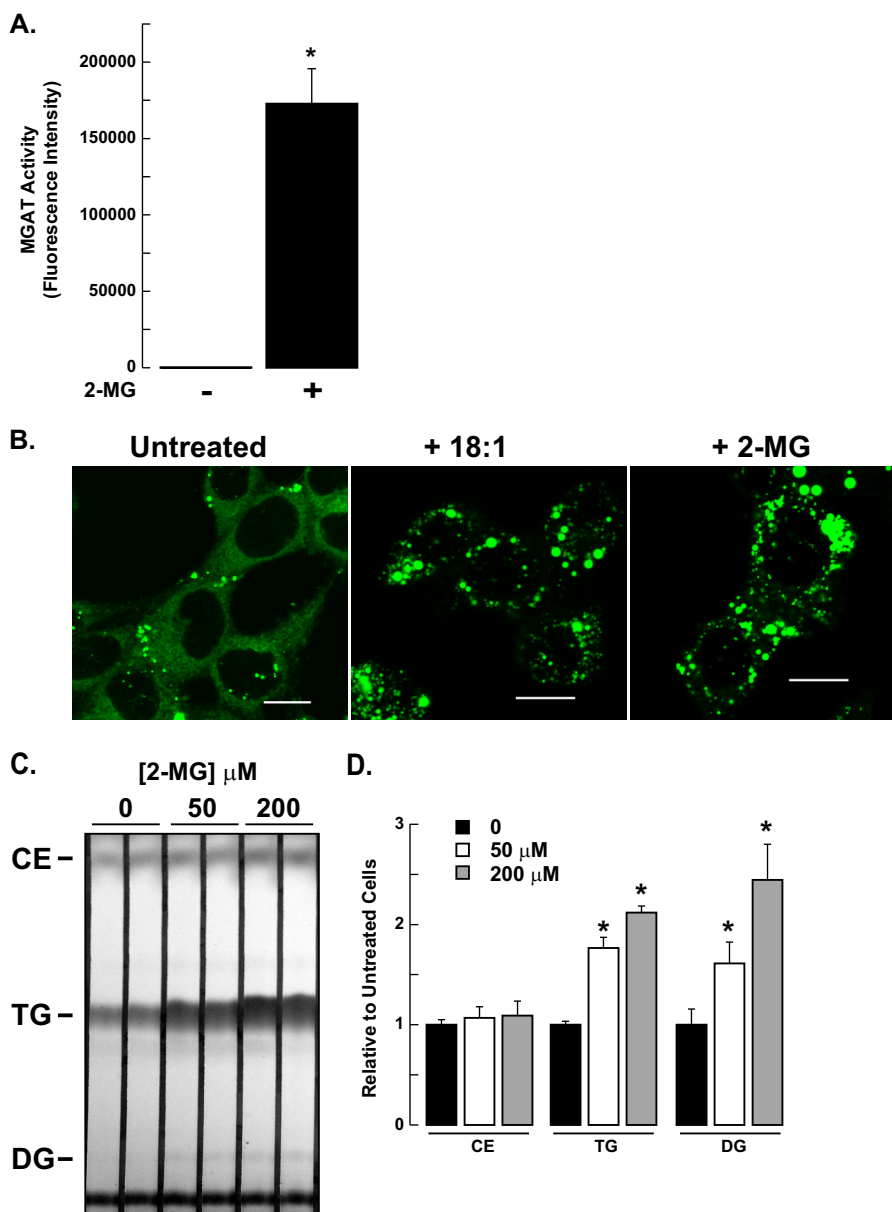 A.
MGAT Activity
(Fluorescence Intensity)
200000
150000
100000
50000
0
*
2-MG - +
B.
Untreated + 18:1 + 2-MG
C.
[2-MG] μM
0 50 200
CE –
TG –
DG –
D.
Relative to Untreated Cells
3
2
1
0
0
50 μM
200 μM
* * * *
CE TG DG